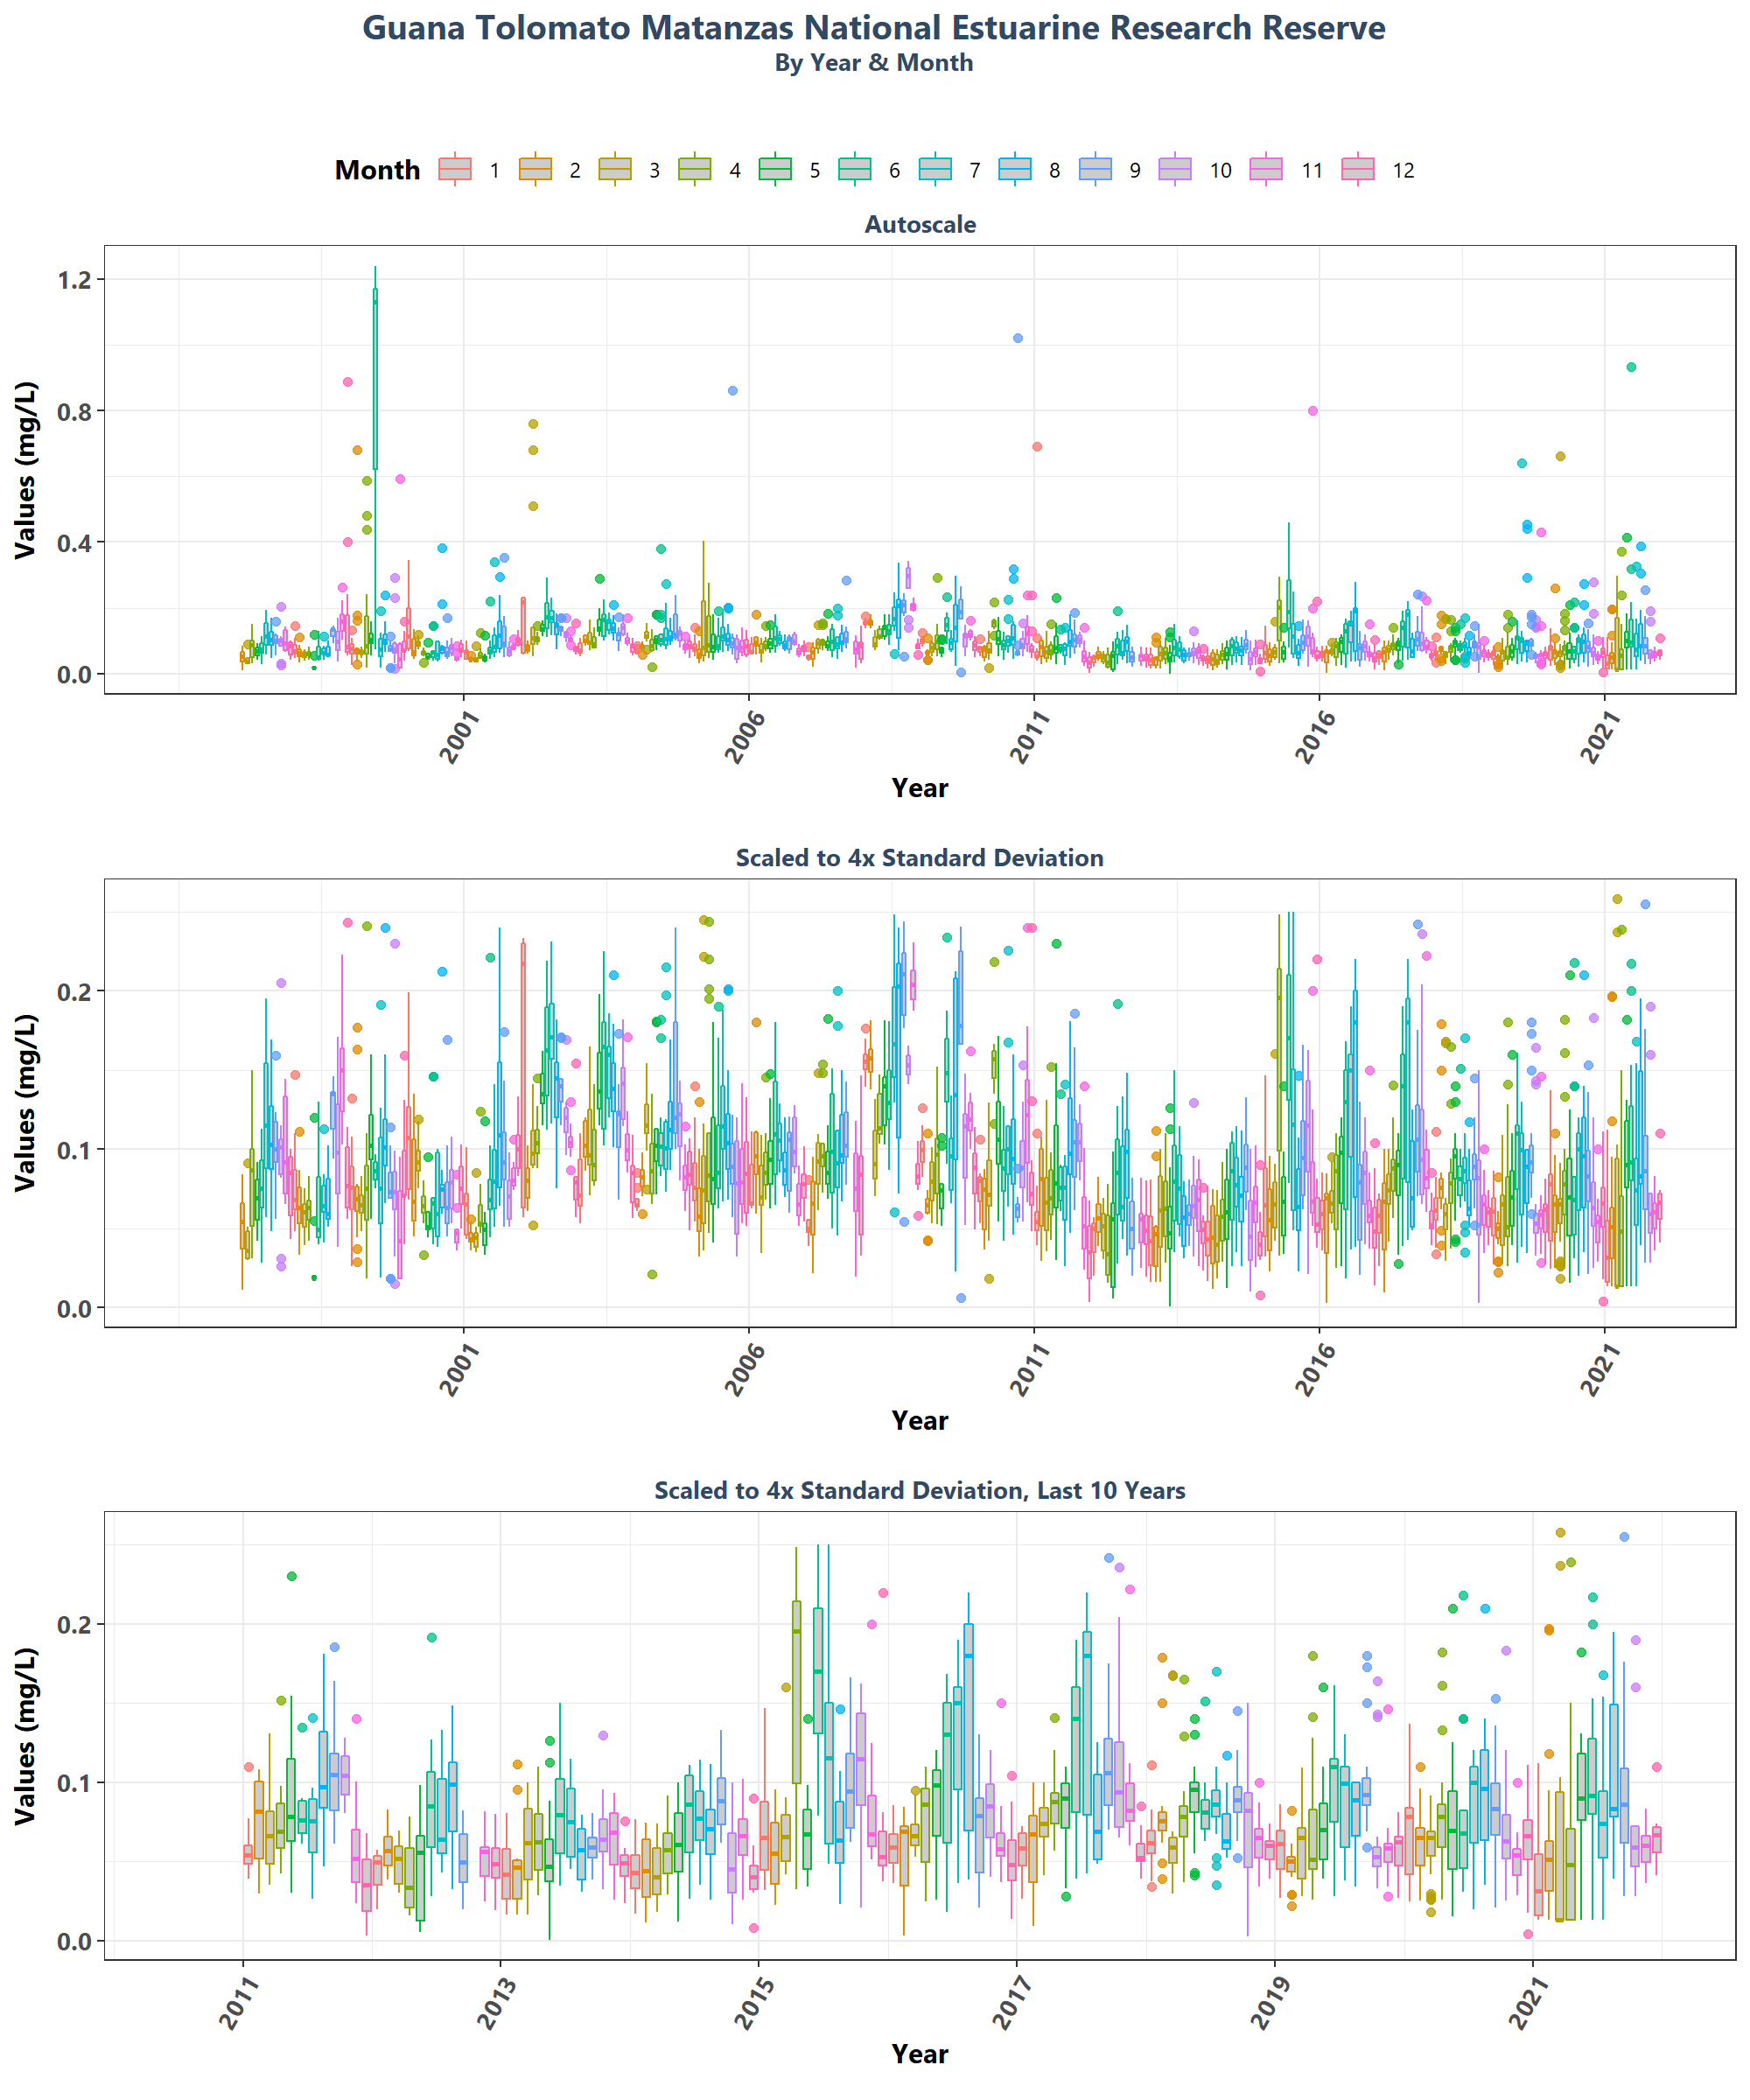 Guana Tolomato Matanzas National Estuarine Research Reserve
By Year & Month
Month 1 2 3 4 5 6 7 8 9 10 11 12
Autoscale
Values (mg/L)
1.2
0.8
0.4
0.0
2001 2006 2011 2016 2021
Year
Scaled to 4x Standard Deviation
Values (mg/L)
0.2
0.1
0.0
2001 2006 2011 2016 2021
Year
Scaled to 4x Standard Deviation, Last 10 Years
Values (mg/L)
0.2
0.1
0.0
2011 2013 2015 2017 2019 2021
Year